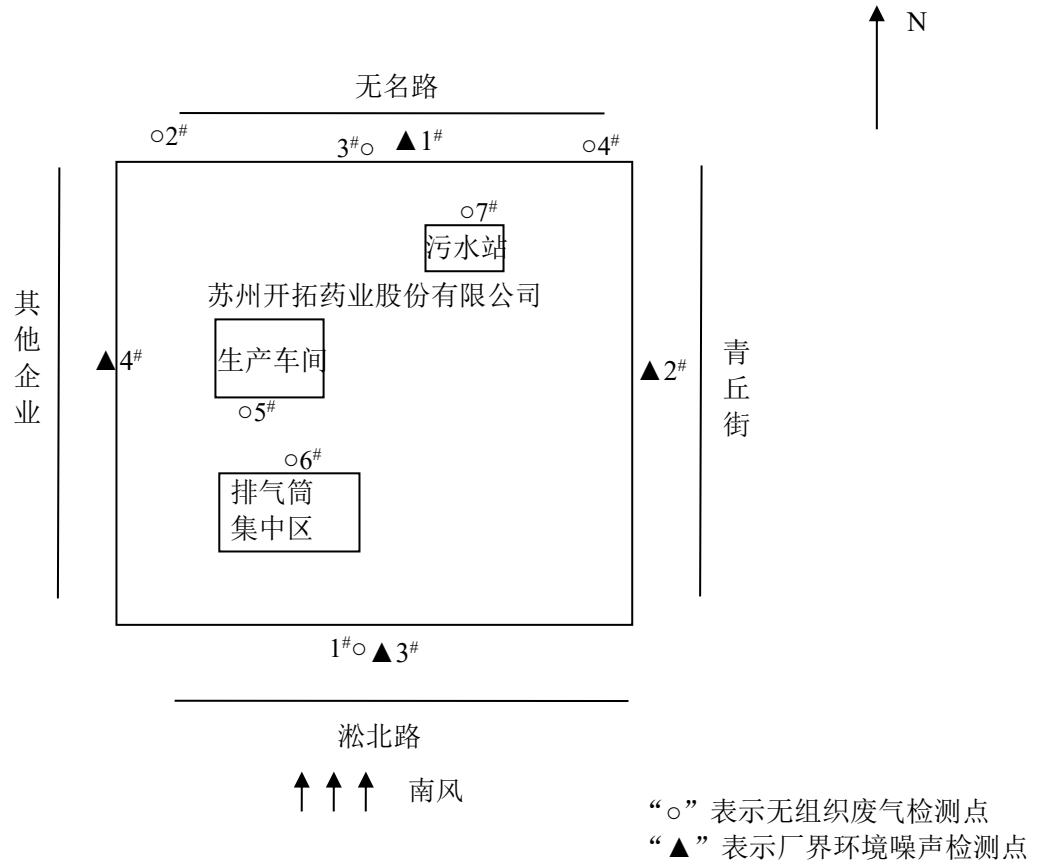 N
无名路
○2#
3#○
▲1#
○4#
○7#
污水站
苏州开拓药业股份有限公司
其他企业
▲4#
生产车间
▲2#
青丘街
○5#
○6#
排气筒
集中区
1#○
▲3#
淞北路
南风
“○”表示无组织废气检测点
“▲”表示厂界环境噪声检测点